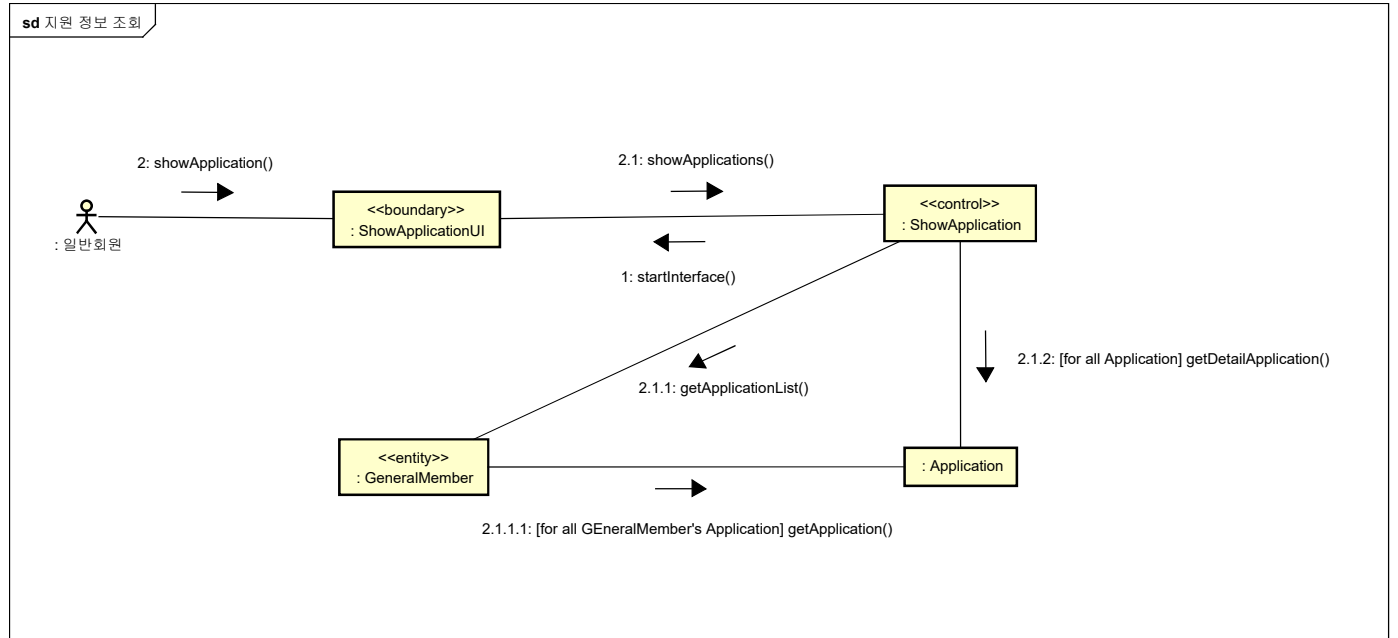 sd 지원 정보 조회
2: showApplication()
2.1: showApplications()
<<boundary>>
: ShowApplicationUI
<<control>>
: ShowApplication
: 일반회원
1: startInterface()
2.1.2: [for all Application] getDetailApplication()
2.1.1: getApplicationList()
<<entity>>
: GeneralMember
: Application
2.1.1.1: [for all GEneralMember's Application] getApplication()